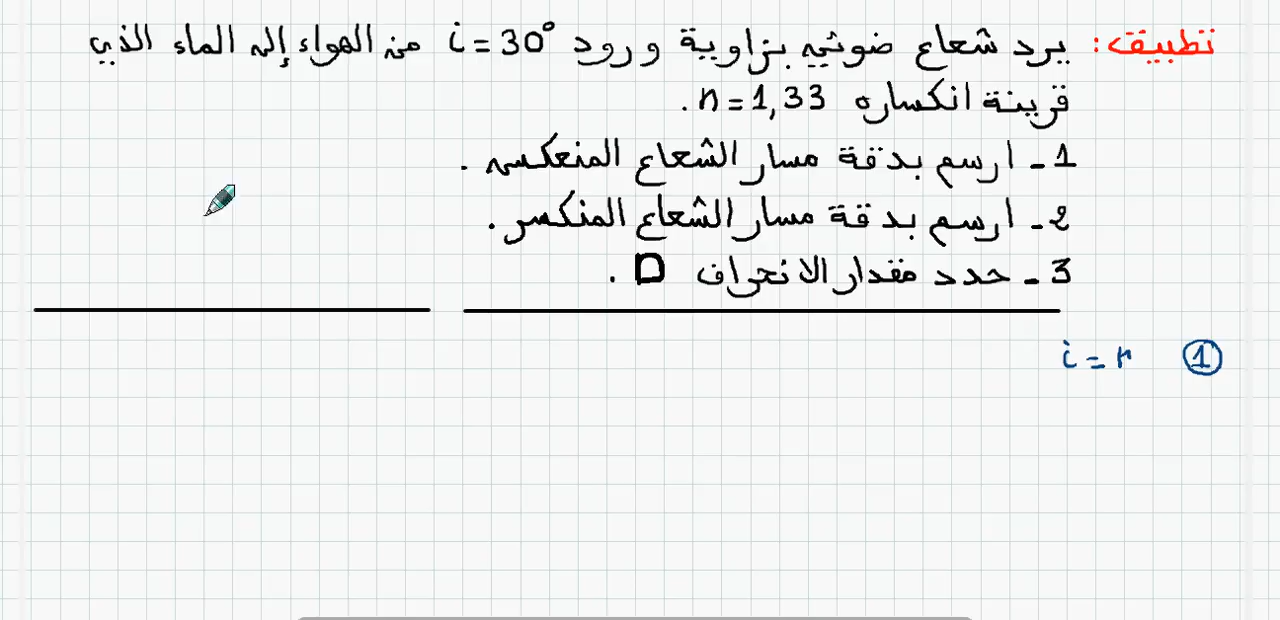 تطبيق: يرد شعاع ضوئي بزاوية ورود i = 30° من الهواء إلى الماء الذي
قرينة انكساره n = 1,33 .
1 - ارسم بدقة مسار الشعاع المنعكس .
2 - ارسم بدقة مسار الشعاع المنكسر .
3 - حدد مقدار الانحراف D .
① i = r